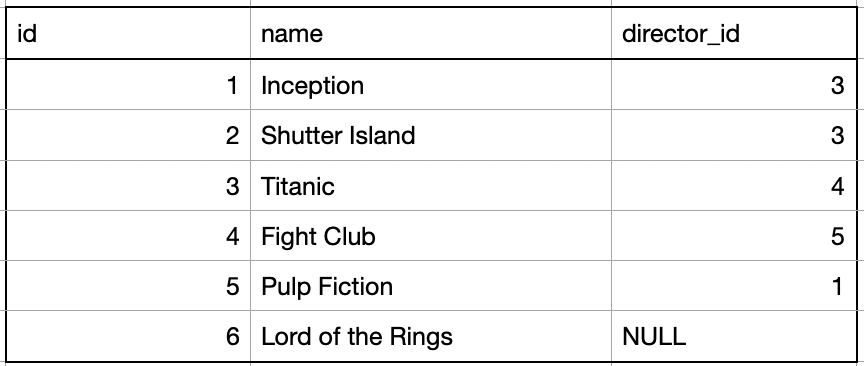 id name director_id
1 Inception 3
2 Shutter Island 3
3 Titanic 4
4 Fight Club 5
5 Pulp Fiction 1
6 Lord of the Rings NULL